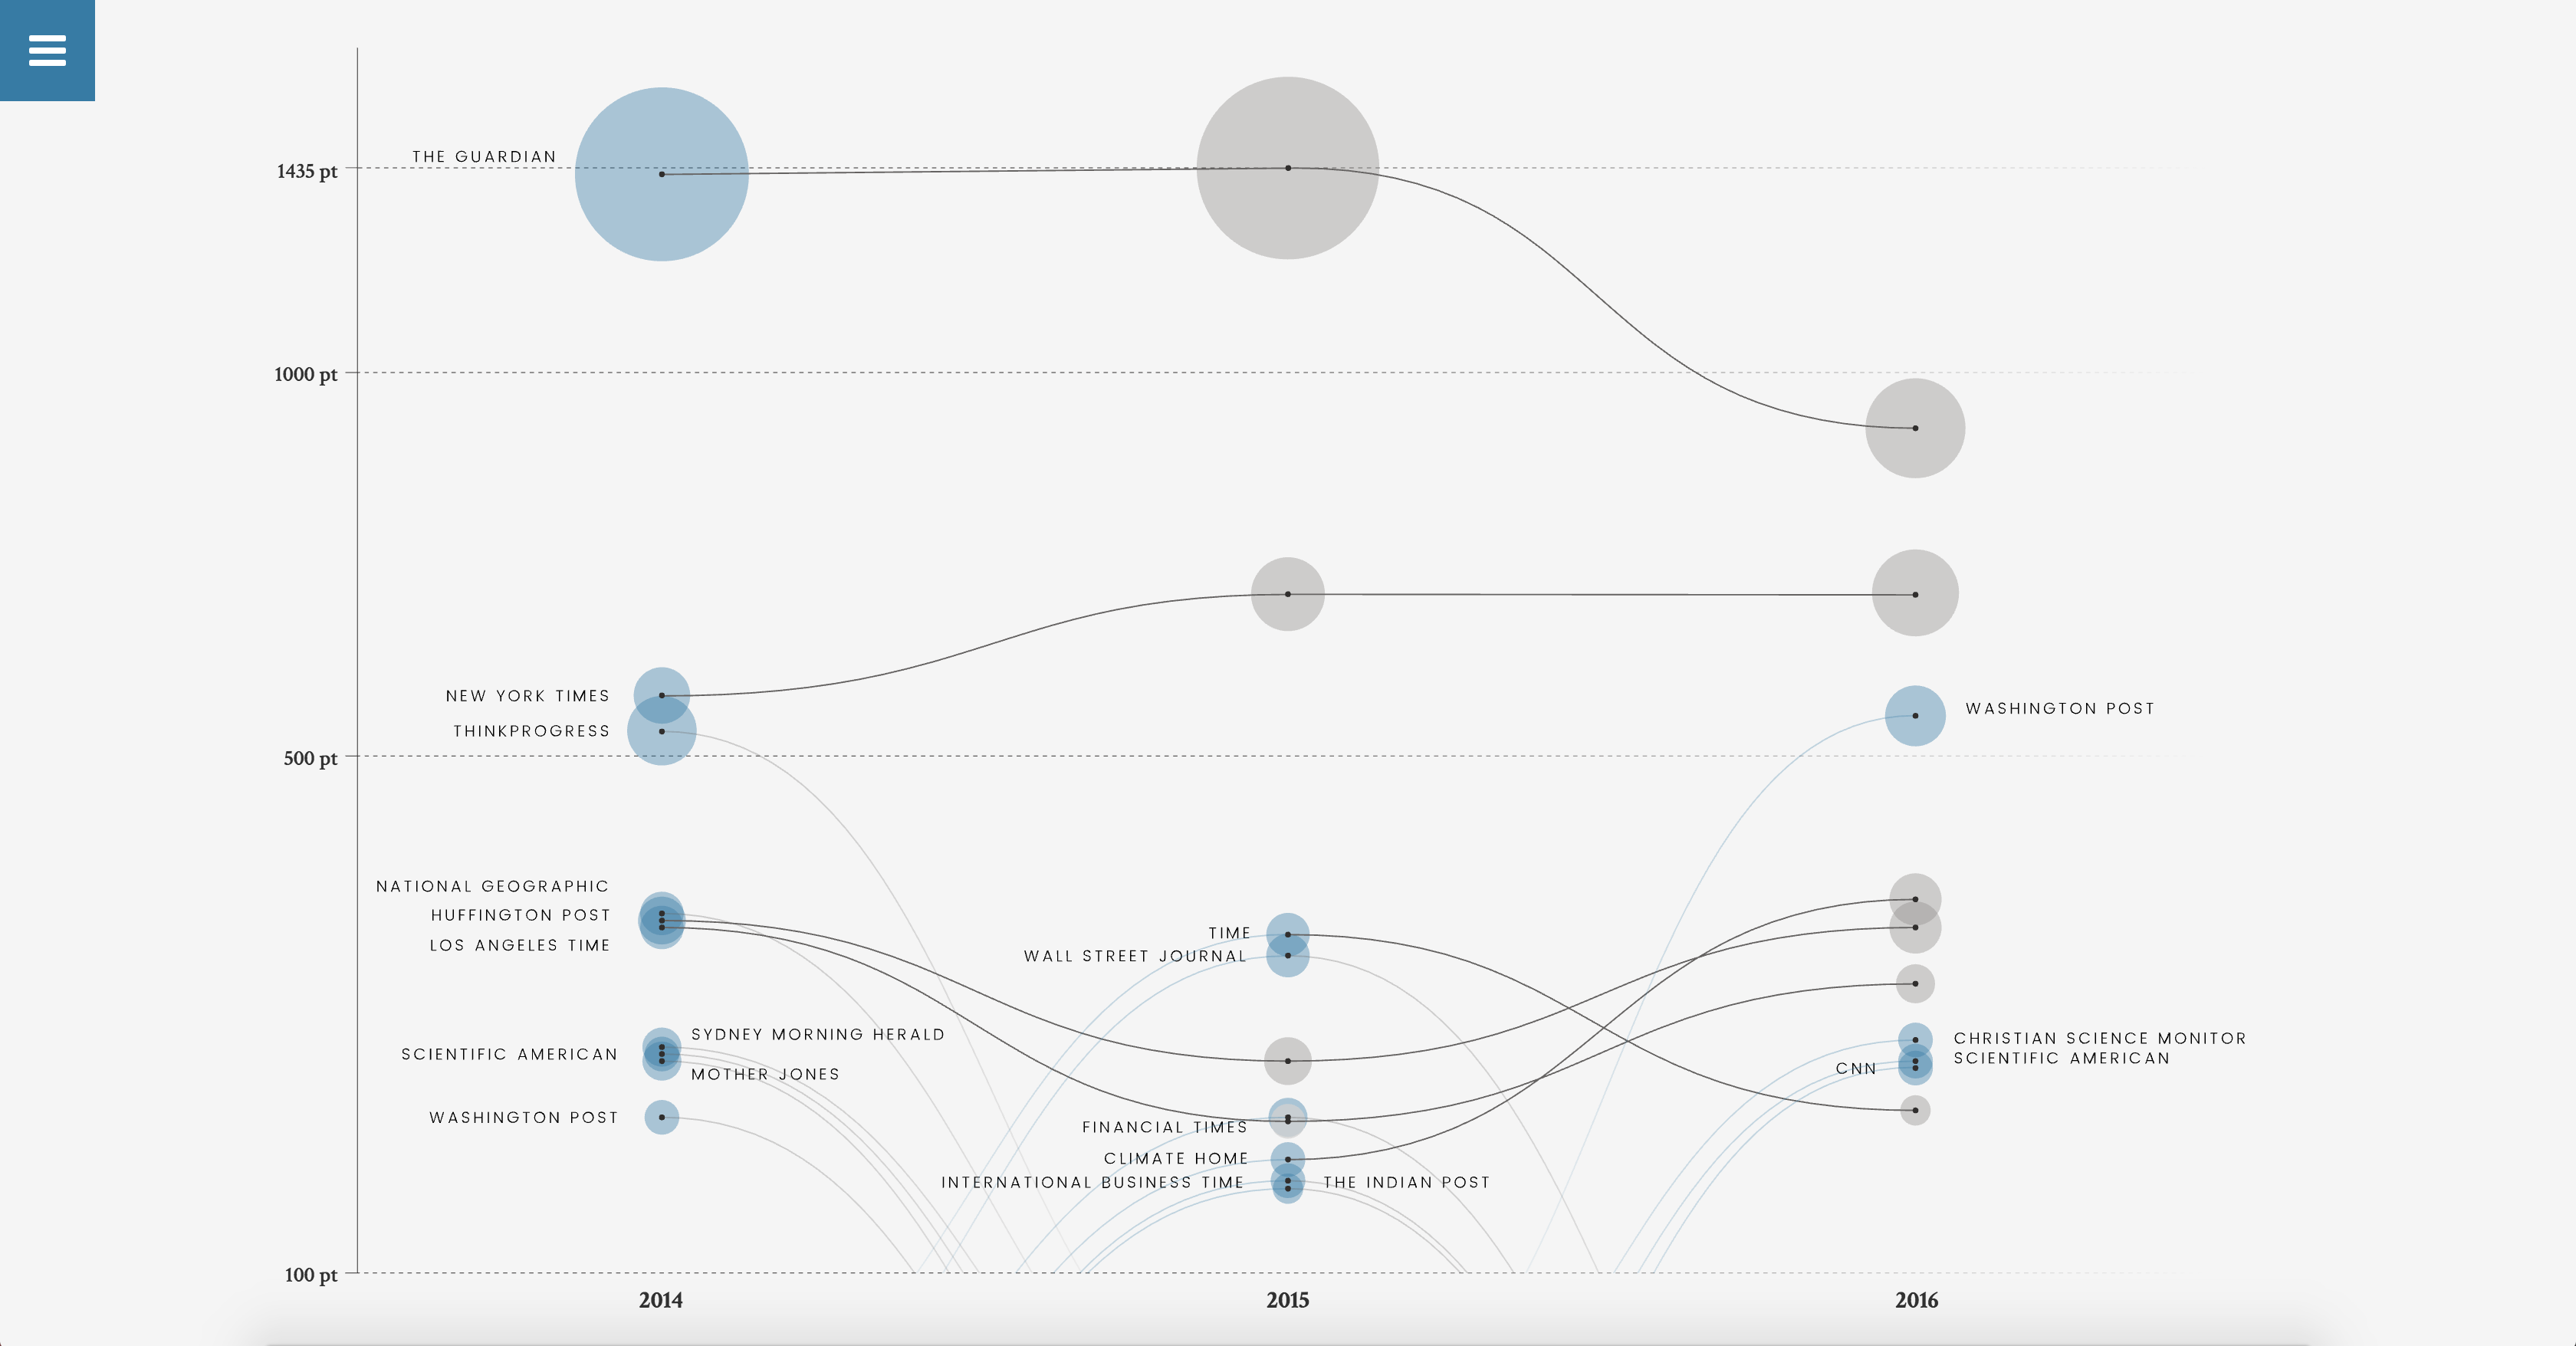 THE GUARDIAN
1435 pt
1000 pt
NEW YORK TIMES
WASHINGTON POST
THINKPROGRESS
500 pt
NATIONAL GEOGRAPHIC
HUFFINGTON POST
LOS ANGELES TIME
TIME
WALL STREET JOURNAL
SYDNEY MORNING HERALD
SCIENTIFIC AMERICAN
MOTHER JONES
WASHINGTON POST
CHRISTIAN SCIENCE MONITOR
SCIENTIFIC AMERICAN
CNN
FINANCIAL TIMES
CLIMATE HOME
INTERNATIONAL BUSINESS TIME
THE INDIAN POST
100 pt
2014
2015
2016